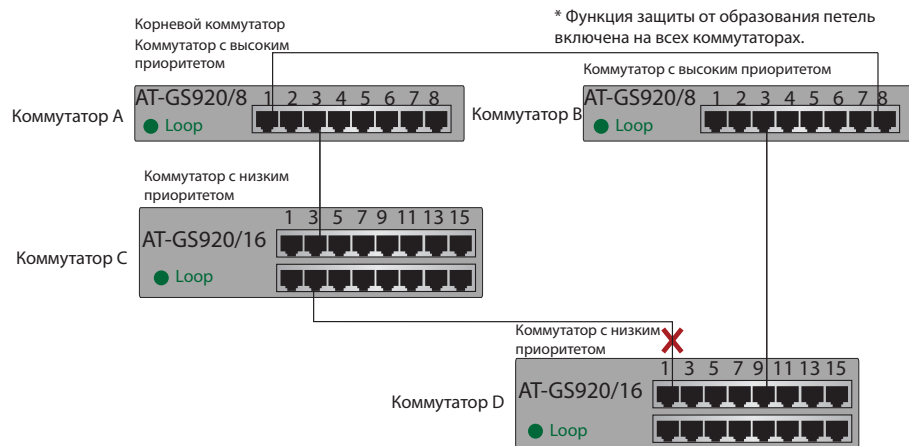 Корневой коммутатор
Коммутатор с высоким
приоритетом
* Функция защиты от образования петель
включена на всех коммутаторах.
Коммутатор с высоким приоритетом
Коммутатор A
AT-GS920/8
1 2 3 4 5 6 7 8
Loop
Коммутатор B
AT-GS920/8
1 2 3 4 5 6 7 8
Loop
Коммутатор с низким
приоритетом
Коммутатор C
1 3 5 7 9 11 13 15
AT-GS920/16
Loop
Коммутатор с низким
приоритетом
Коммутатор D
1 3 5 7 9 11 13 15
AT-GS920/16
Loop